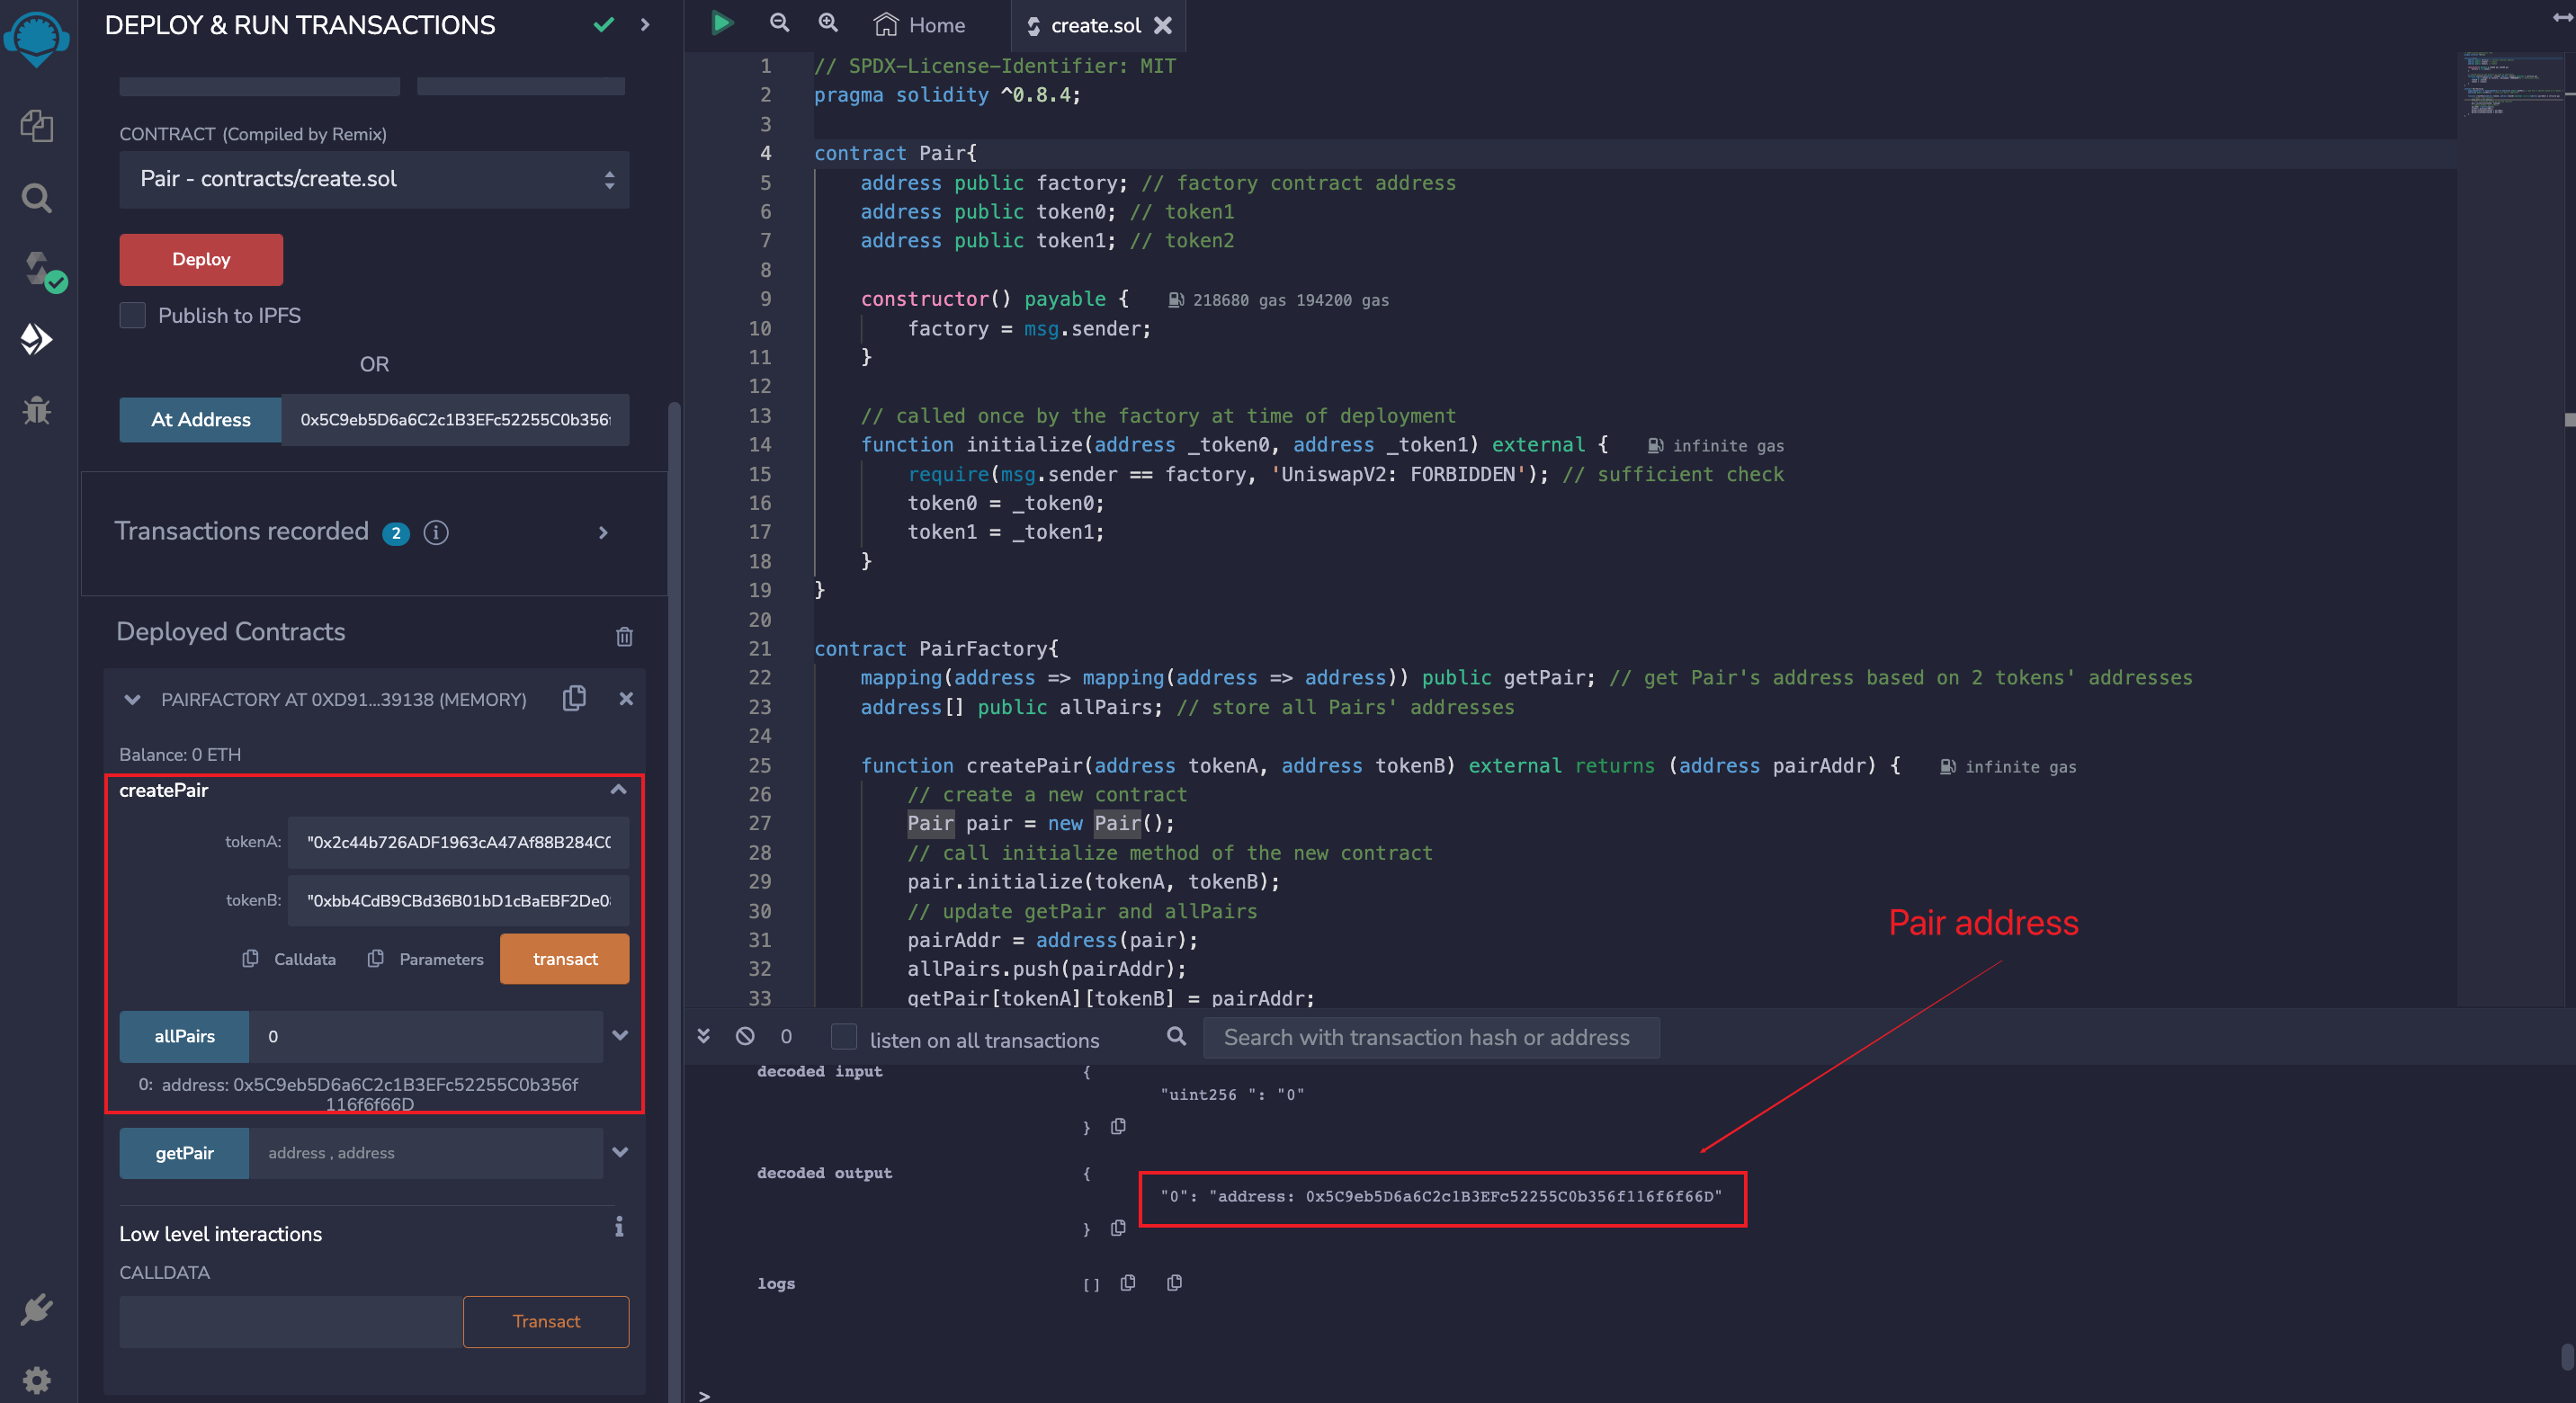 DEPLOY & RUN TRANSACTIONS
CONTRACT (Compiled by Remix)
Pair - contracts/create.sol
Deploy
Publish to IPFS
OR
At Address 0x5C9eb5D6a6C2c1B3EFc52255C0b356f
Transactions recorded 2 i
Deployed Contracts
PAIRFACTORY AT 0XD91...39138 (MEMORY)
Balance: 0 ETH
createPair
tokenA: "0x2c44b726ADF1963cA47Af88B284C0
tokenB: "0xbb4CdB9CBd36B01bD1cBaEBF2De08
Calldata Parameters transact
allPairs 0
0: address: 0x5C9eb5D6a6C2c1B3EFc52255C0b356f
116f6f66D
getPair address , address
Low level interactions i
CALLDATA
Transact
Home create.sol
1 // SPDX-License-Identifier: MIT
2 pragma solidity ^0.8.4;
3
4 contract Pair{
5 address public factory; // factory contract address
6 address public token0; // token1
7 address public token1; // token2
8
9 constructor() payable { 218680 gas 194200 gas
10 factory = msg.sender;
11 }
12
13 // called once by the factory at time of deployment
14 function initialize(address _token0, address _token1) external { infinite gas
15 require(msg.sender == factory, 'UniswapV2: FORBIDDEN'); // sufficient check
16 token0 = _token0;
17 token1 = _token1;
18 }
19 }
20
21 contract PairFactory{
22 mapping(address => mapping(address => address)) public getPair; // get Pair's address based on 2 tokens' addresses
23 address[] public allPairs; // store all Pairs' addresses
24
25 function createPair(address tokenA, address tokenB) external returns (address pairAddr) { infinite gas
26 // create a new contract
27 Pair pair = new Pair();
28 // call initialize method of the new contract
29 pair.initialize(tokenA, tokenB);
30 // update getPair and allPairs
31 pairAddr = address(pair);
32 allPairs.push(pairAddr);
33 getPair[tokenA][tokenB] = pairAddr;
Pair address
0 listen on all transactions Search with transaction hash or address
decoded input {
"uint256 ": "0"
}
decoded output {
"0": "address: 0x5C9eb5D6a6C2c1B3EFc52255C0b356f116f6f66D"
}
logs []
>